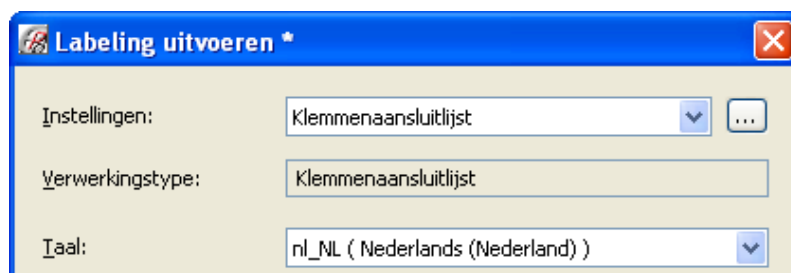 Labeling uitvoeren *
Instellingen: Klemmenaansluitlijst ...
Verwerkingstype: Klemmenaansluitlijst
Taal: nl_NL ( Nederlands (Nederland) )